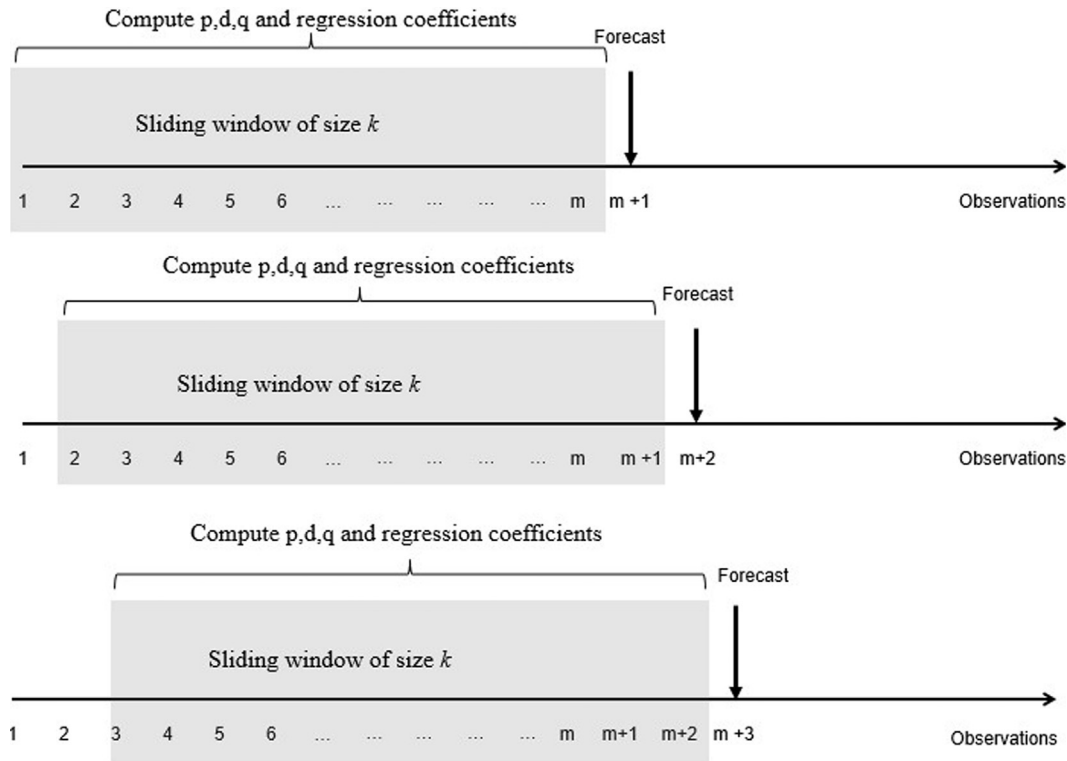 Compute p,d,q and regression coefficients
Forecast
Sliding window of size k
1 2 3 4 5 6 ... ... ... ... ... m m +1 Observations
Compute p,d,q and regression coefficients
Forecast
Sliding window of size k
1 2 3 4 5 6 ... ... ... ... ... m m +1 m+2 Observations
Compute p,d,q and regression coefficients
Forecast
Sliding window of size k
1 2 3 4 5 6 ... ... ... ... ... m m+1 m+2 m +3 Observations